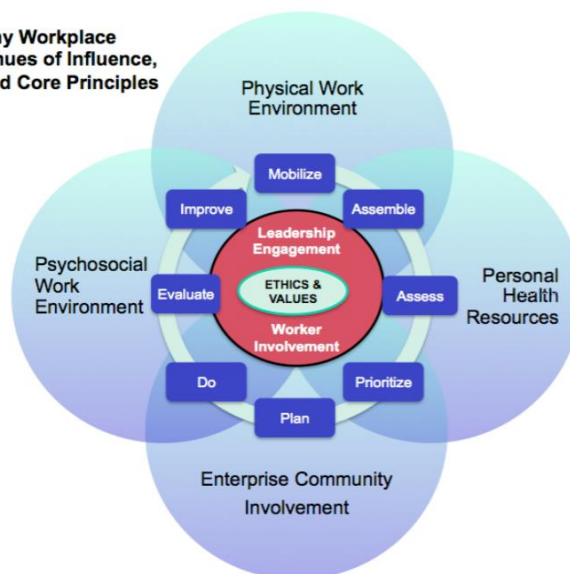 ny Workplace
nues of Influence,
d Core Principles
Physical Work
Environment
Mobilize
Improve
Assemble
Leadership
Engagement
Psychosocial
Work
Environment
Evaluate
ETHICS &
VALUES
Assess
Personal
Health
Resources
Worker
Involvement
Do
Prioritize
Plan
Enterprise Community
Involvement